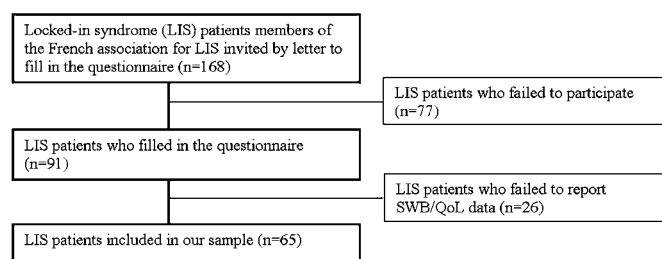 Locked-in syndrome (LIS) patients members of
the French association for LIS invited by letter to
fill in the questionnaire (n=168)
LIS patients who failed to participate
(n=77)
LIS patients who filled in the questionnaire
(n=91)
LIS patients who failed to report
SWB/QoL data (n=26)
LIS patients included in our sample (n=65)